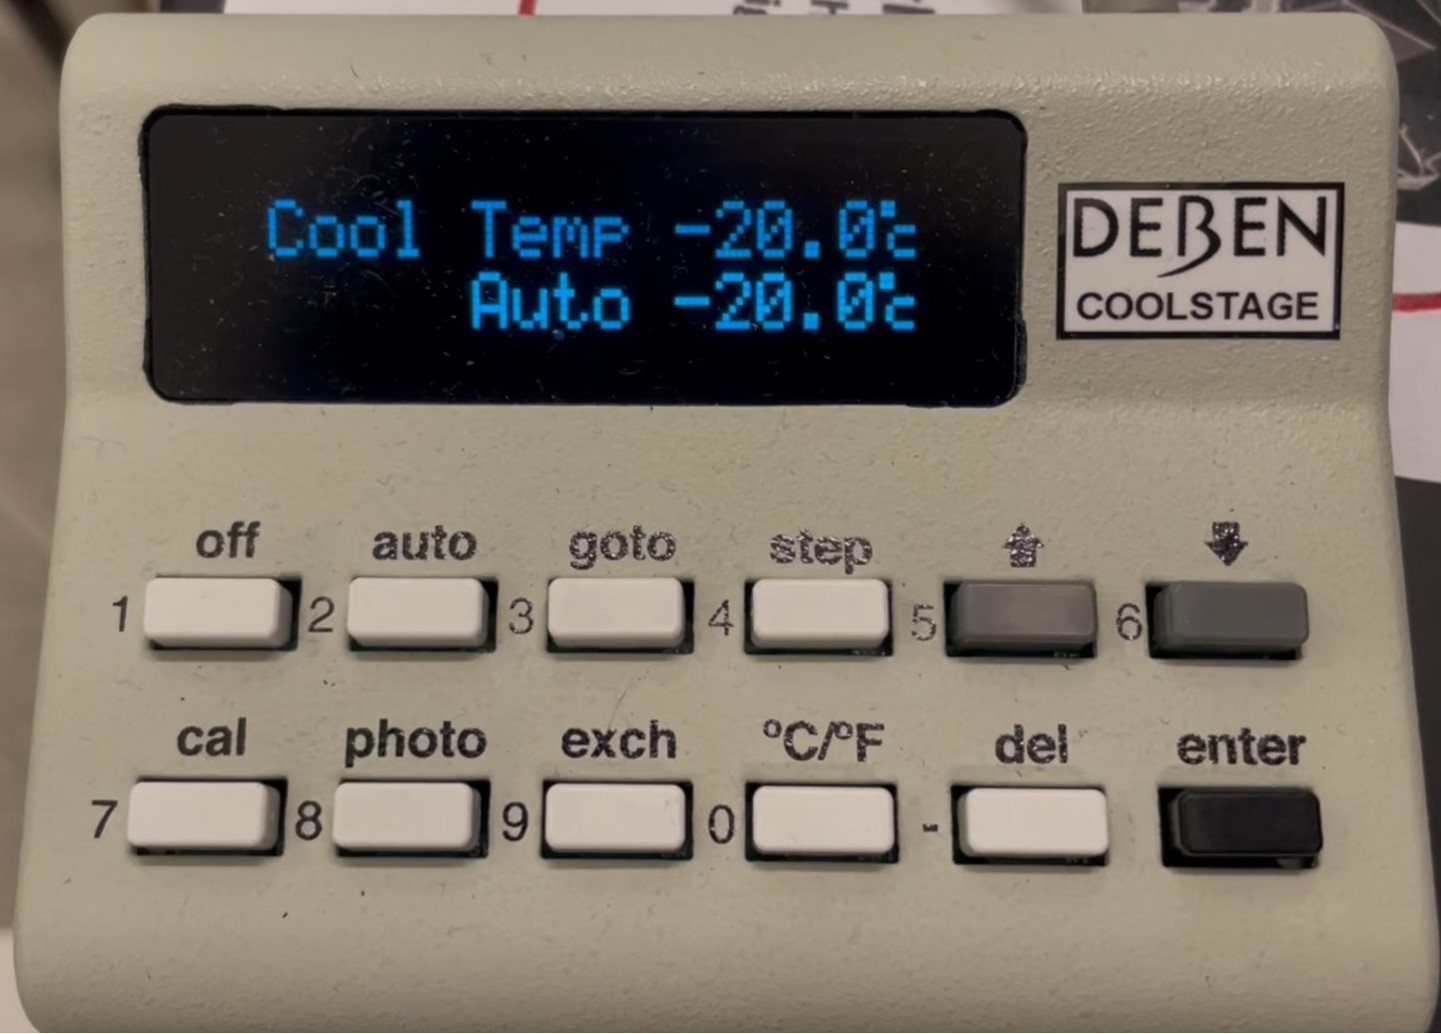 Cool Temp -20.0°c
Auto -20.0°c
DEBEN
COOLSTAGE
off auto goto step
1 2 3 4 5 6
cal photo exch °C/°F del enter
7 8 9 0 -